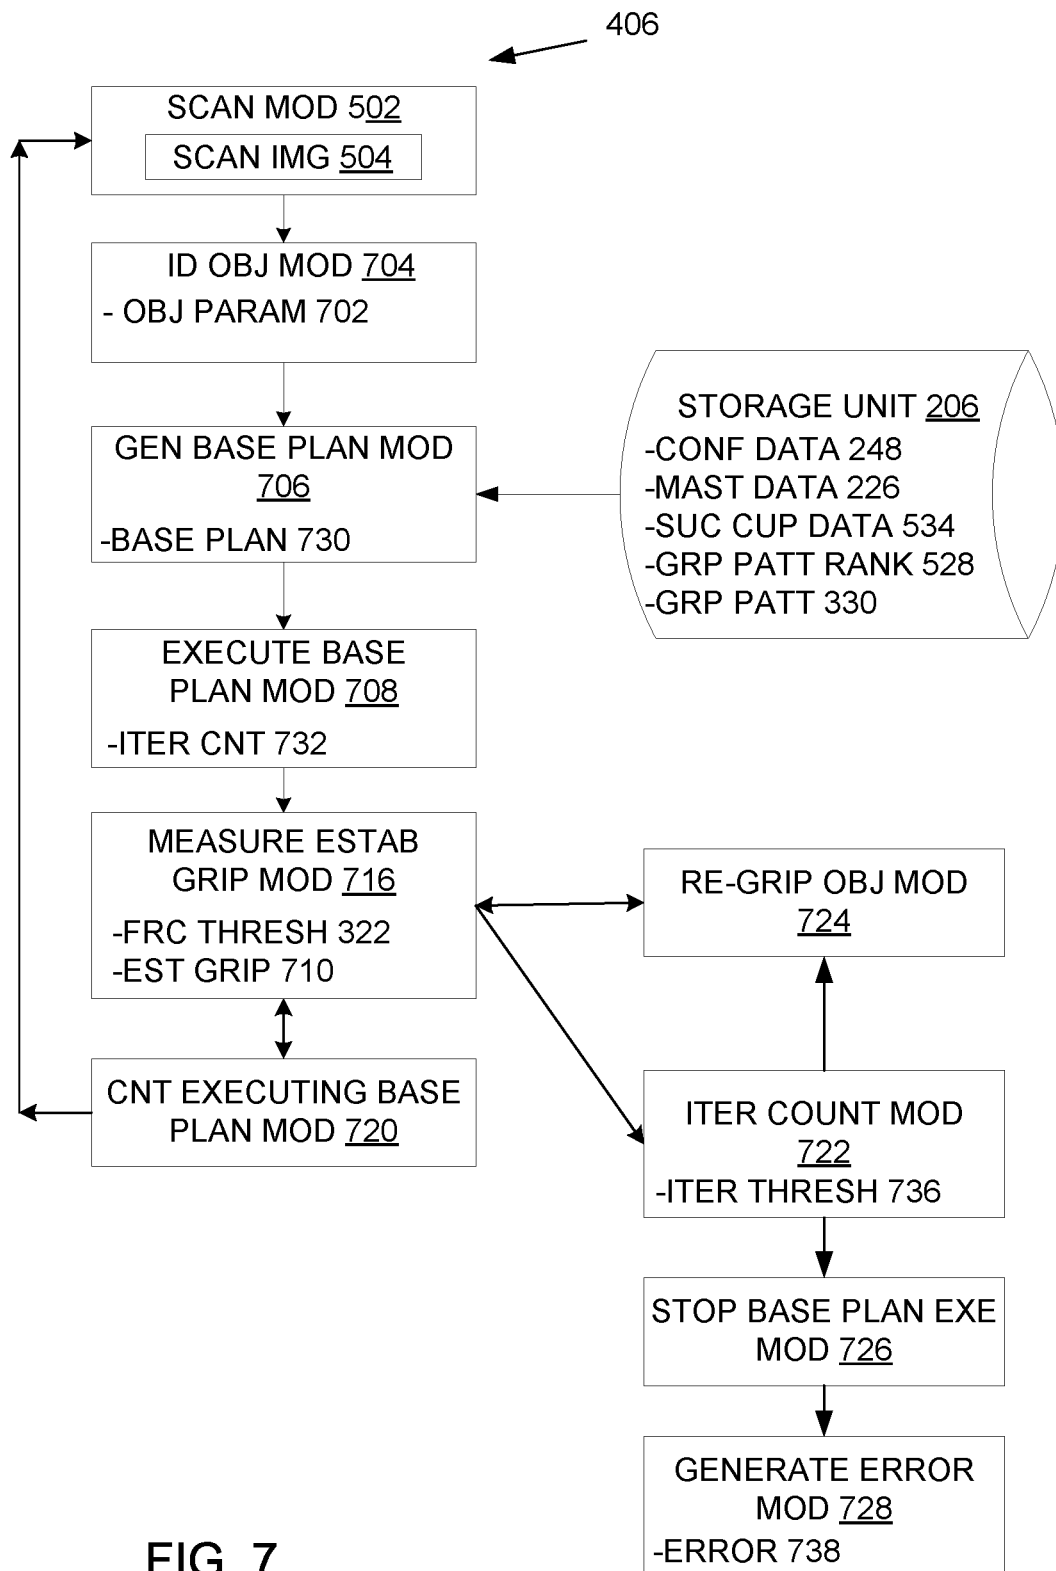 406
SCAN MOD 502
SCAN IMG 504
ID OBJ MOD 704
- OBJ PARAM 702
GEN BASE PLAN MOD
706
-BASE PLAN 730
STORAGE UNIT 206
-CONF DATA 248
-MAST DATA 226
-SUC CUP DATA 534
-GRP PATT RANK 528
-GRP PATT 330
EXECUTE BASE
PLAN MOD 708
-ITER CNT 732
MEASURE ESTAB
GRIP MOD 716
-FRC THRESH 322
-EST GRIP 710
RE-GRIP OBJ MOD
724
CNT EXECUTING BASE
PLAN MOD 720
ITER COUNT MOD
722
-ITER THRESH 736
STOP BASE PLAN EXE
MOD 726
GENERATE ERROR
MOD 728
-ERROR 738
FIG. 7